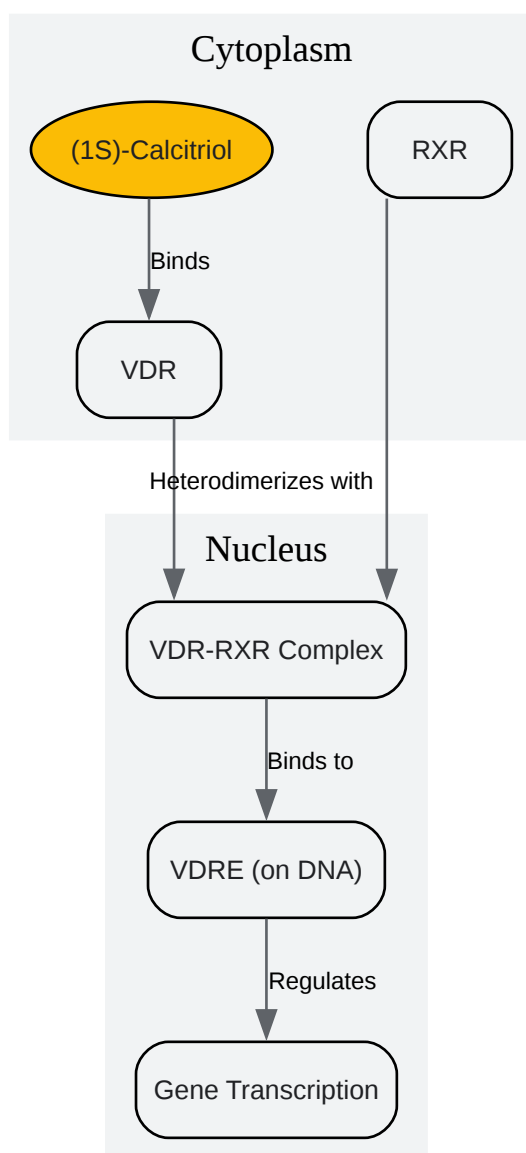 Cytoplasm
(1S)-Calcitriol
RXR
Binds
VDR
Heterodimerizes with
Nucleus
VDR-RXR Complex
Binds to
VDRE (on DNA)
Regulates
Gene Transcription